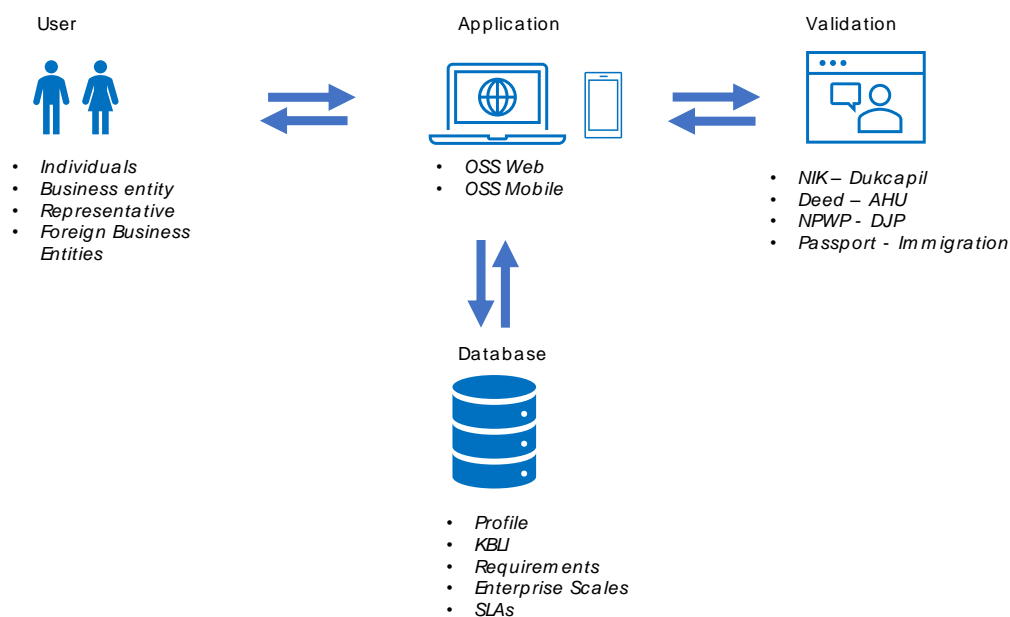 User
Application
Validation
• Individuals
• Business entity
• Representative
• Foreign Business
Entities
• OSS Web
• OSS Mobile
• NIK – Dukcapil
• Deed – AHU
• NPWP - DJP
• Passport - Immigration
Database
• Profile
• KBLI
• Requirements
• Enterprise Scales
• SLAs